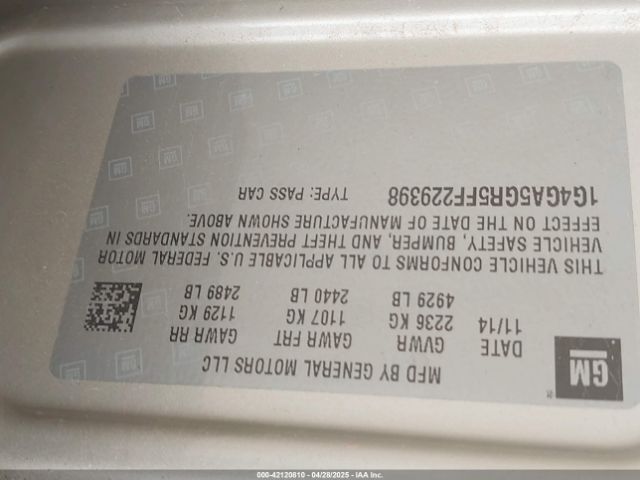 MFD BY GENERAL MOTORS LLC
DATE GVWR GAWR FRT GAWR RR
11/14 2236 KG 1107 KG 1129 KG
4929 LB 2440 LB 2489 LB
THIS VEHICLE CONFORMS TO ALL APPLICABLE U.S. FEDERAL MOTOR
VEHICLE SAFETY, BUMPER, AND THEFT PREVENTION STANDARDS IN
EFFECT ON THE DATE OF MANUFACTURE SHOWN ABOVE.
1G4GA5GR5FF229398 TYPE: PASS CAR
GM
000-42120810 - 04/28/2025 - IAA Inc.